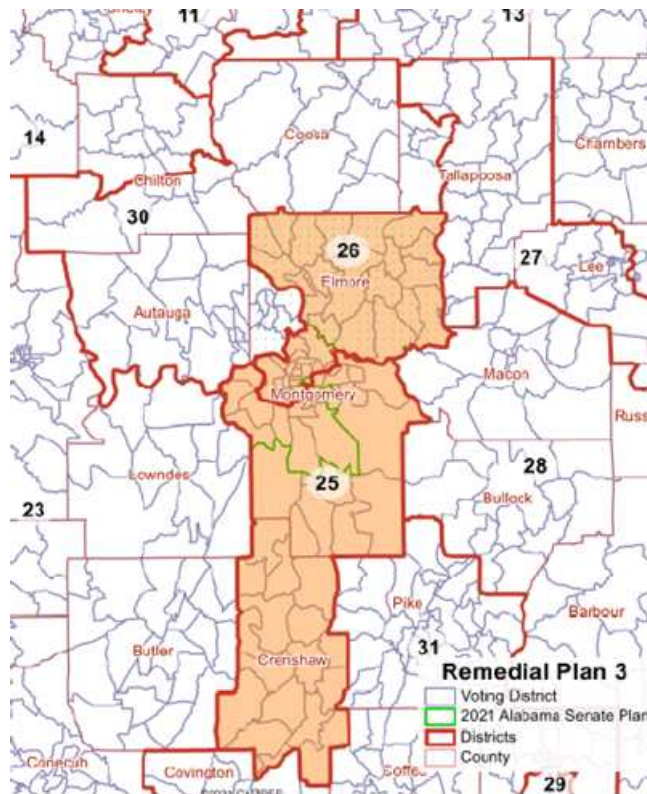 11
13
14
Coosa
Chambers
Tallapoosa
Chilton
30
26
27
Elmore
Lee
Autauga
Macon
Montgomery
Russ
Lowndes
28
23
25
Bullock
Pike
Barbour
Butler
31
Crenshaw
Remedial Plan 3
Voting District
2021 Alabama Senate Plan
Districts
County
Conecuh
Covington
29